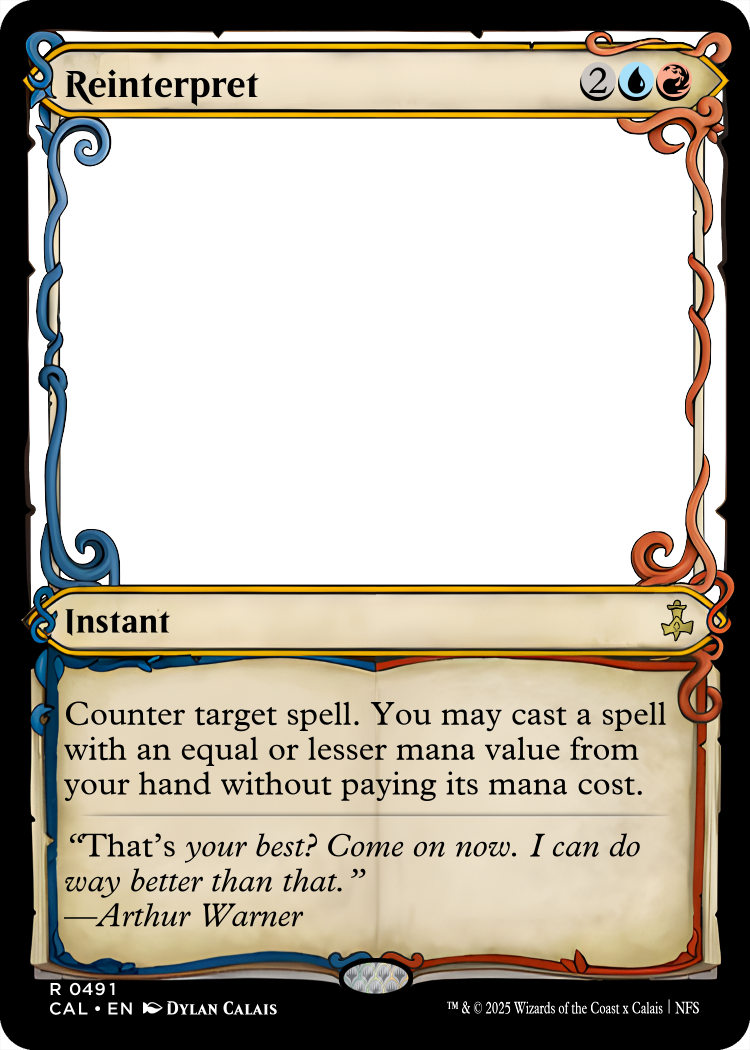 Reinterpret 2
Instant
Counter target spell. You may cast a spell
with an equal or lesser mana value from
your hand without paying its mana cost.
“That’s your best? Come on now. I can do
way better than that.”
—Arthur Warner
R 0491
CAL • EN DYLAN CALAIS
™ & © 2025 Wizards of the Coast x Calais | NFS